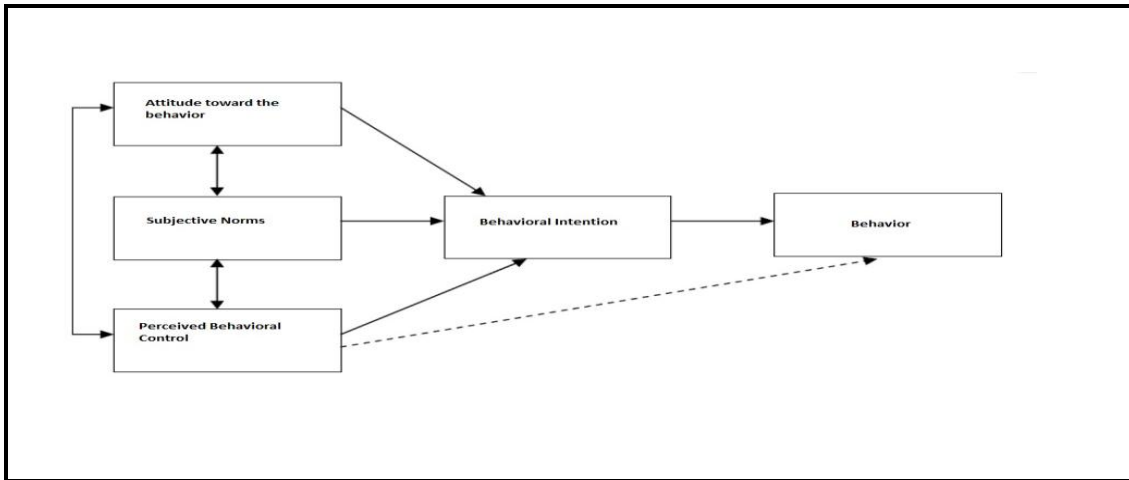 Attitude toward the
behavior
Subjective Norms
Behavioral Intention
Behavior
Perceived Behavioral
Control